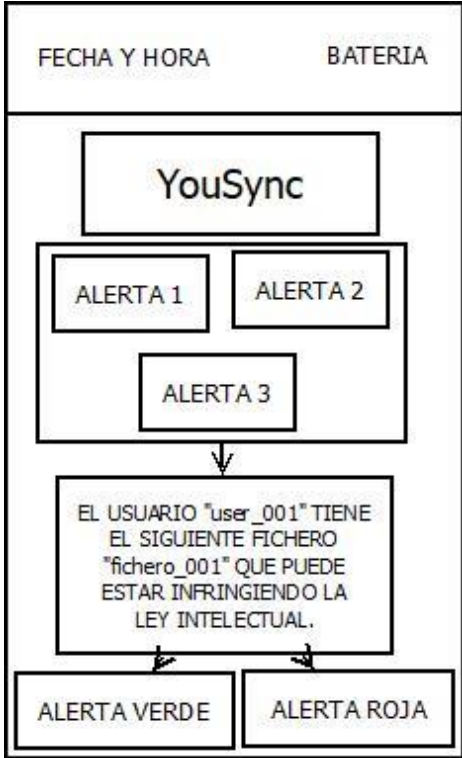 FECHA Y HORA
BATERIA
YouSync
ALERTA 1
ALERTA 2
ALERTA 3
EL USUARIO "user_001" TIENE
EL SIGUIENTE FICHERO
"fichero_001" QUE PUEDE
ESTAR INFRINGIENDO LA
LEY INTELECTUAL.
ALERTA VERDE
ALERTA ROJA